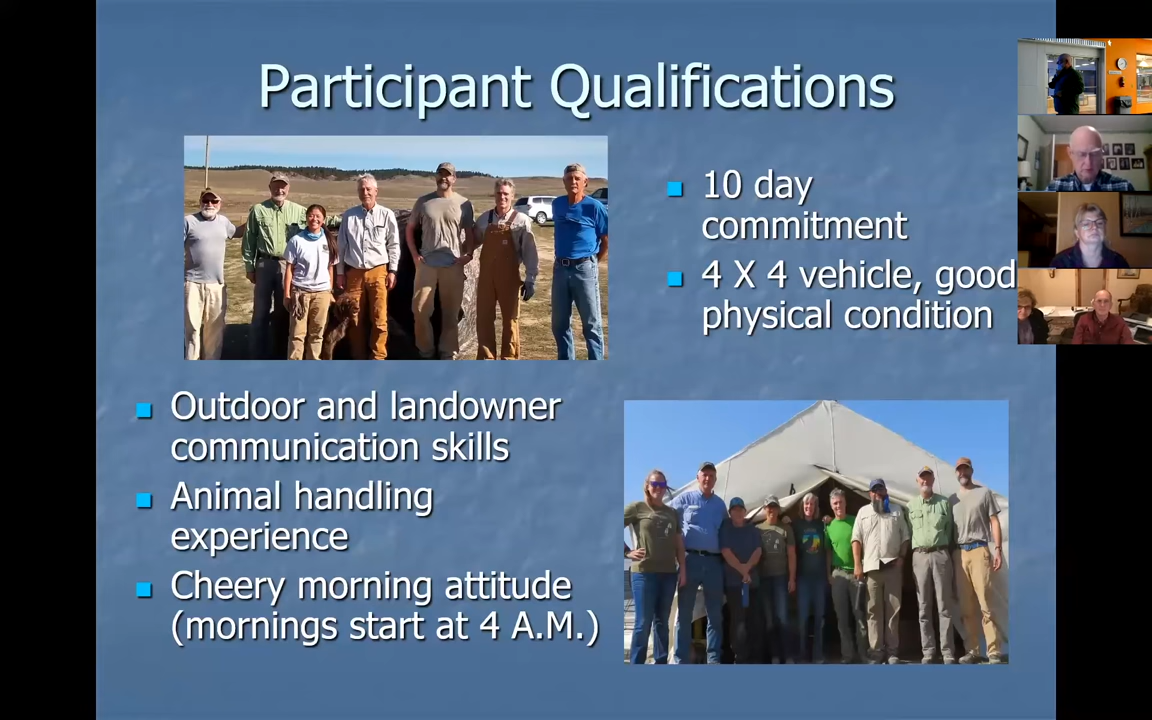 Participant Qualifications
10 day
commitment
4 X 4 vehicle, good
physical condition
Outdoor and landowner
communication skills
Animal handling
experience
Cheery morning attitude
(mornings start at 4 A.M.)